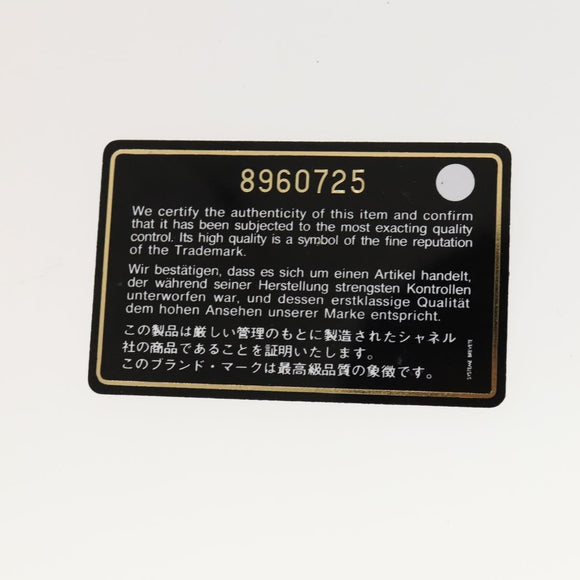 8960725
We certify the authenticity of this item and confirm
that it has been subjected to the most exacting quality
control. Its high quality is a symbol of the fine reputation
of the Trademark.
Wir bestätigen, dass es sich um einen Artikel handelt,
der während seiner Herstellung strengsten Kontrollen
unterworfen war, und dessen erstklassige Qualität
dem hohen Ansehen unserer Marke entspricht.
この製品は厳しい管理のもとに製造されたシャネル
社の商品であることを証明いたします。
このブランド・マークは最高級品質の象徴です。